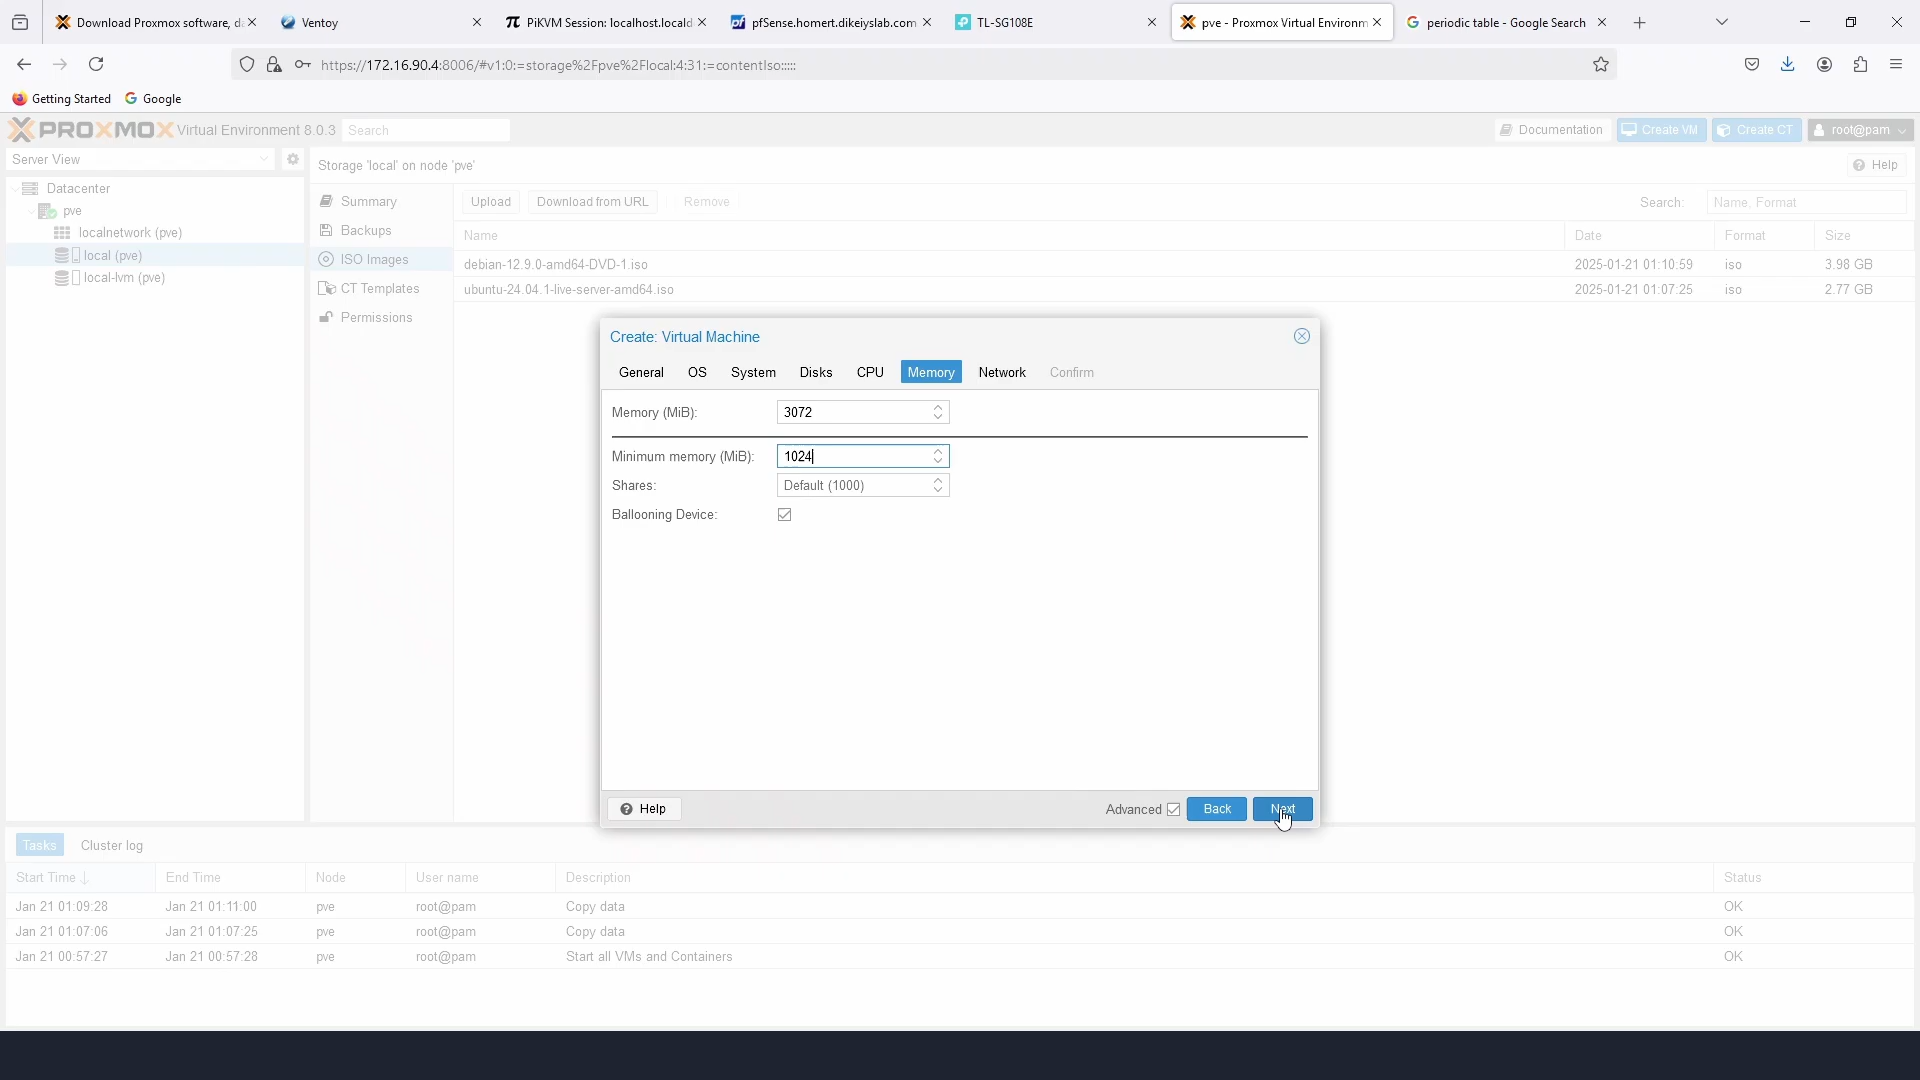 Download Proxmox software, da
Ventoy
PiKVM Session: localhost.locald
pfSense.homert.dikeiyslab.com
TL-SG108E
pve - Proxmox Virtual Environm
periodic table - Google Search
https://172.16.90.4:8006/#v1:0:=storage%2Fpve%2Flocal:4:31:=contentIso:::::
Getting Started
Google
PROXMOX Virtual Environment 8.0.3
Search
Documentation
Create VM
Create CT
root@pam
Server View
Storage 'local' on node 'pve'
Help
Datacenter
pve
localnetwork (pve)
local (pve)
local-lvm (pve)
Summary
Backups
ISO Images
CT Templates
Permissions
Upload
Download from URL
Remove
Search:
Name, Format
Name
Date
Format
Size
debian-12.9.0-amd64-DVD-1.iso
2025-01-21 01:10:59
iso
3.98 GB
ubuntu-24.04.1-live-server-amd64.iso
2025-01-21 01:07:25
iso
2.77 GB
Create: Virtual Machine
General
OS
System
Disks
CPU
Memory
Network
Confirm
Memory (MiB):
3072
Minimum memory (MiB):
1024
Shares:
Default (1000)
Ballooning Device:
Help
Advanced
Back
Next
Tasks
Cluster log
Start Time
End Time
Node
User name
Description
Status
Jan 21 01:09:28
Jan 21 01:11:00
pve
root@pam
Copy data
OK
Jan 21 01:07:06
Jan 21 01:07:25
pve
root@pam
Copy data
OK
Jan 21 00:57:27
Jan 21 00:57:28
pve
root@pam
Start all VMs and Containers
OK